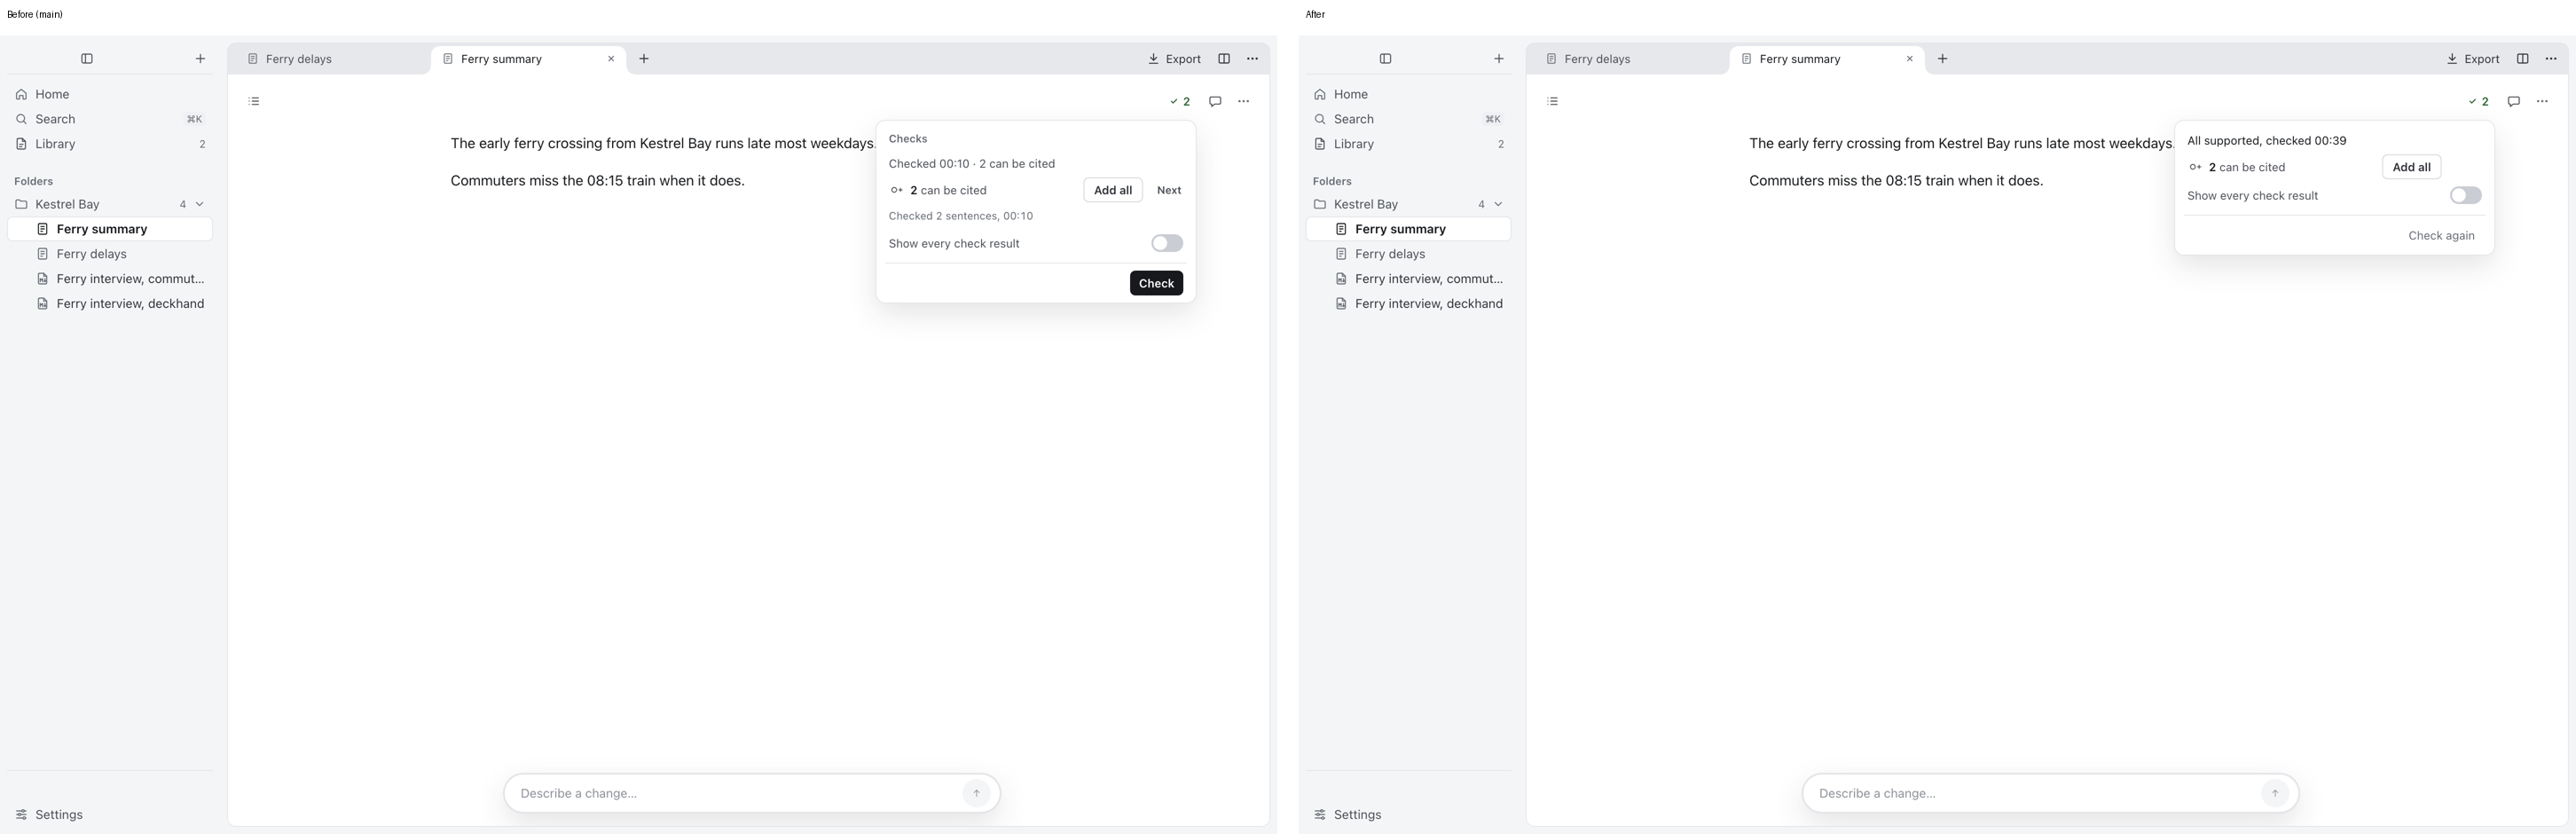 Before (main)
Ferry delays
Ferry summary
Export
Home
Search ⌘K
Library 2
Folders
Kestrel Bay 4
Ferry summary
Ferry delays
Ferry interview, commut...
Ferry interview, deckhand
Settings
2
The early ferry crossing from Kestrel Bay runs late most weekdays.
Commuters miss the 08:15 train when it does.
Checks
Checked 00:10 · 2 can be cited
2 can be cited Add all Next
Checked 2 sentences, 00:10
Show every check result
Check
Describe a change...
After
Ferry delays
Ferry summary
Export
Home
Search ⌘K
Library 2
Folders
Kestrel Bay 4
Ferry summary
Ferry delays
Ferry interview, commut...
Ferry interview, deckhand
Settings
2
The early ferry crossing from Kestrel Bay runs late most weekdays.
Commuters miss the 08:15 train when it does.
All supported, checked 00:39
2 can be cited Add all
Show every check result
Check again
Describe a change...